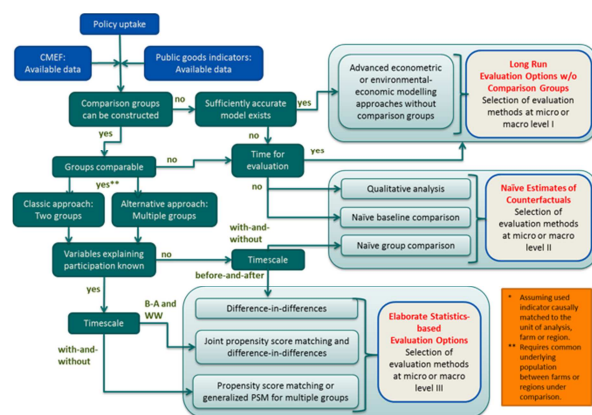 Policy uptake
CMEF:
Available data
Public goods indicators:
Available data
Comparison groups
can be constructed
no
Sufficiently accurate
model exists
yes
Advanced econometric
or environmental-
economic modelling
approaches without
comparison groups
Long Run
Evaluation Options w/o
Comparison Groups
Selection of evaluation
methods at micro or
macro level I
yes
no
Groups comparable
no
Time for
evaluation
yes
yes**
no
Classic approach:
Two groups
Alternative approach:
Multiple groups
Qualitative analysis
Naïve baseline comparison
Naïve group comparison
Naïve Estimates of
Counterfactuals
Selection of
evaluation methods
at micro or macro
level II
with-and-
without
Variables explaining
participation known
no
Timescale
before-and-after
yes
Timescale
B-A and
WW
with-and-
without
Difference-in-differences
Joint propensity score matching and
difference-in-differences
Propensity score matching or
generalized PSM for multiple groups
Elaborate Statistics-
based
Evaluation Options
Selection of
evaluation methods
at micro or macro
level III
* Assuming used
indicator causally
matched to the
unit of analysis,
farm or region.
** Requires common
underlying
population
between farms or
regions under
comparison.